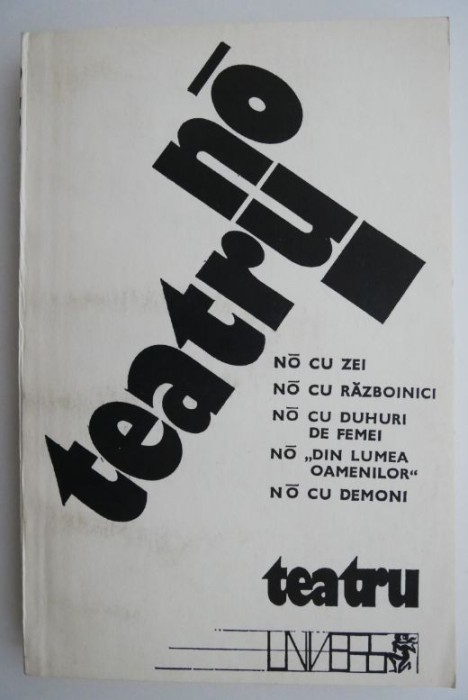 teatru nō
NŌ CU ZEI
NŌ CU RĂZBOINICI
NŌ CU DUHURI
DE FEMEI
NŌ „DIN LUMEA
OAMENILOR“
NŌ CU DEMONI
teatru
UNIVERS